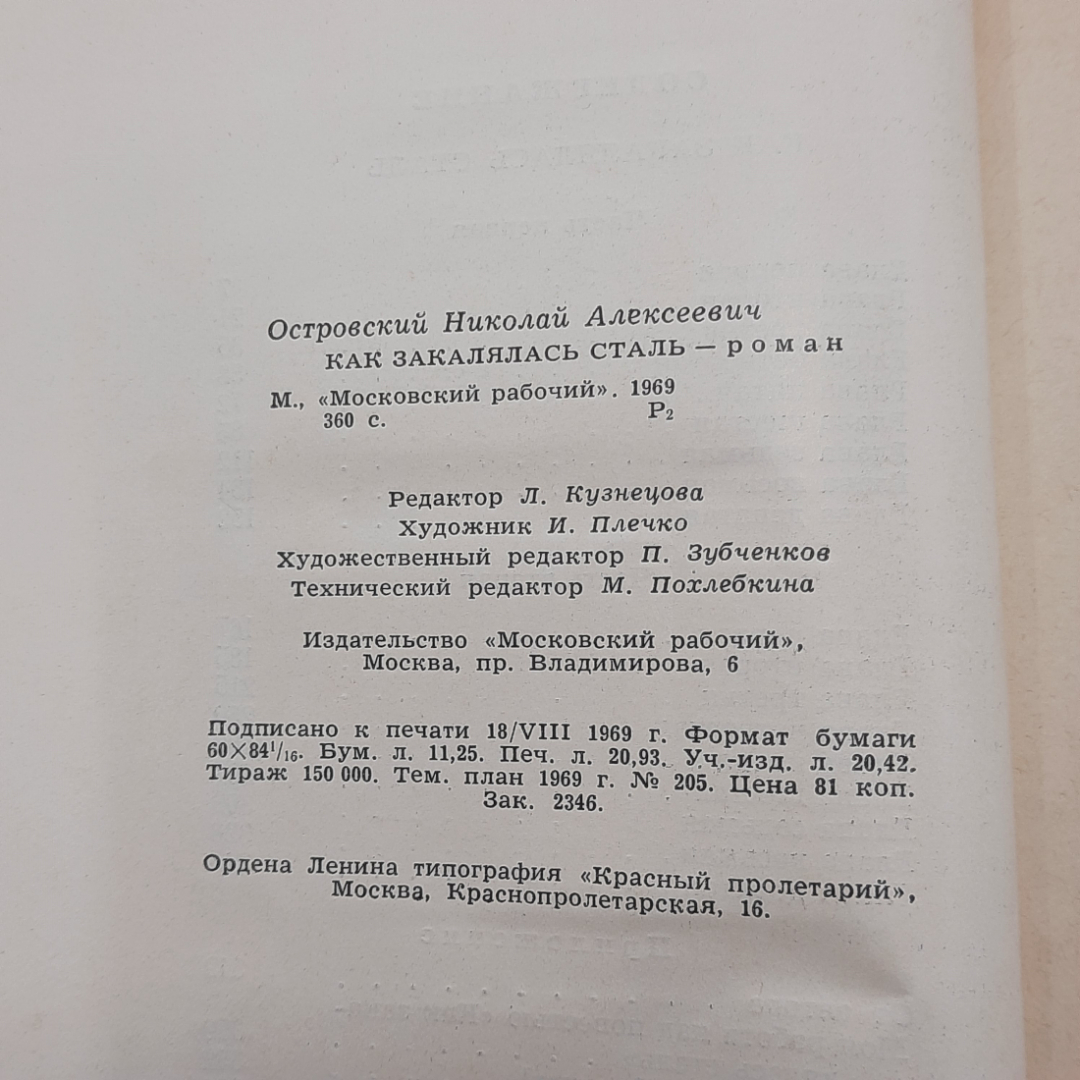 Островский Николай Алексеевич
КАК ЗАКАЛЯЛАСЬ СТАЛЬ — роман
М., «Московский рабочий». 1969
360 с. Р₂
Редактор Л. Кузнецова
Художник И. Плечко
Художественный редактор П. Зубченков
Технический редактор М. Похлебкина
Издательство «Московский рабочий»,
Москва, пр. Владимирова, 6
Подписано к печати 18/VIII 1969 г. Формат бумаги
60×84¹/₁₆. Бум. л. 11,25. Печ. л. 20,93. Уч.-изд. л. 20,42.
Тираж 150 000. Тем. план 1969 г. № 205. Цена 81 коп.
Зак. 2346.
Ордена Ленина типография «Красный пролетарий»,
Москва, Краснопролетарская, 16.